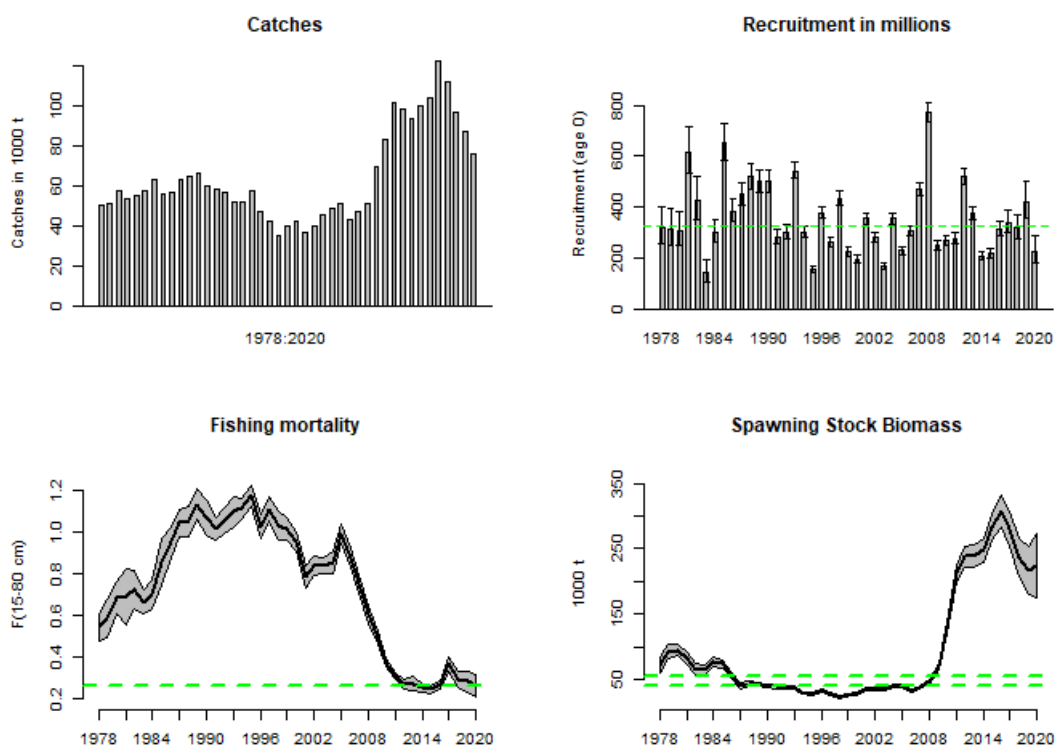 Catches
Catches in 1000 t
0 20 40 60 80 100
1978:2020
Recruitment in millions
Recruitment (age 0)
0 200 400 600 800
1978 1984 1990 1996 2002 2008 2014 2020
Fishing mortality
F(15-80 cm)
0.2 0.4 0.6 0.8 1.0 1.2
1978 1984 1990 1996 2002 2008 2014 2020
Spawning Stock Biomass
1000 t
50 150 250 350
1978 1984 1990 1996 2002 2008 2014 2020